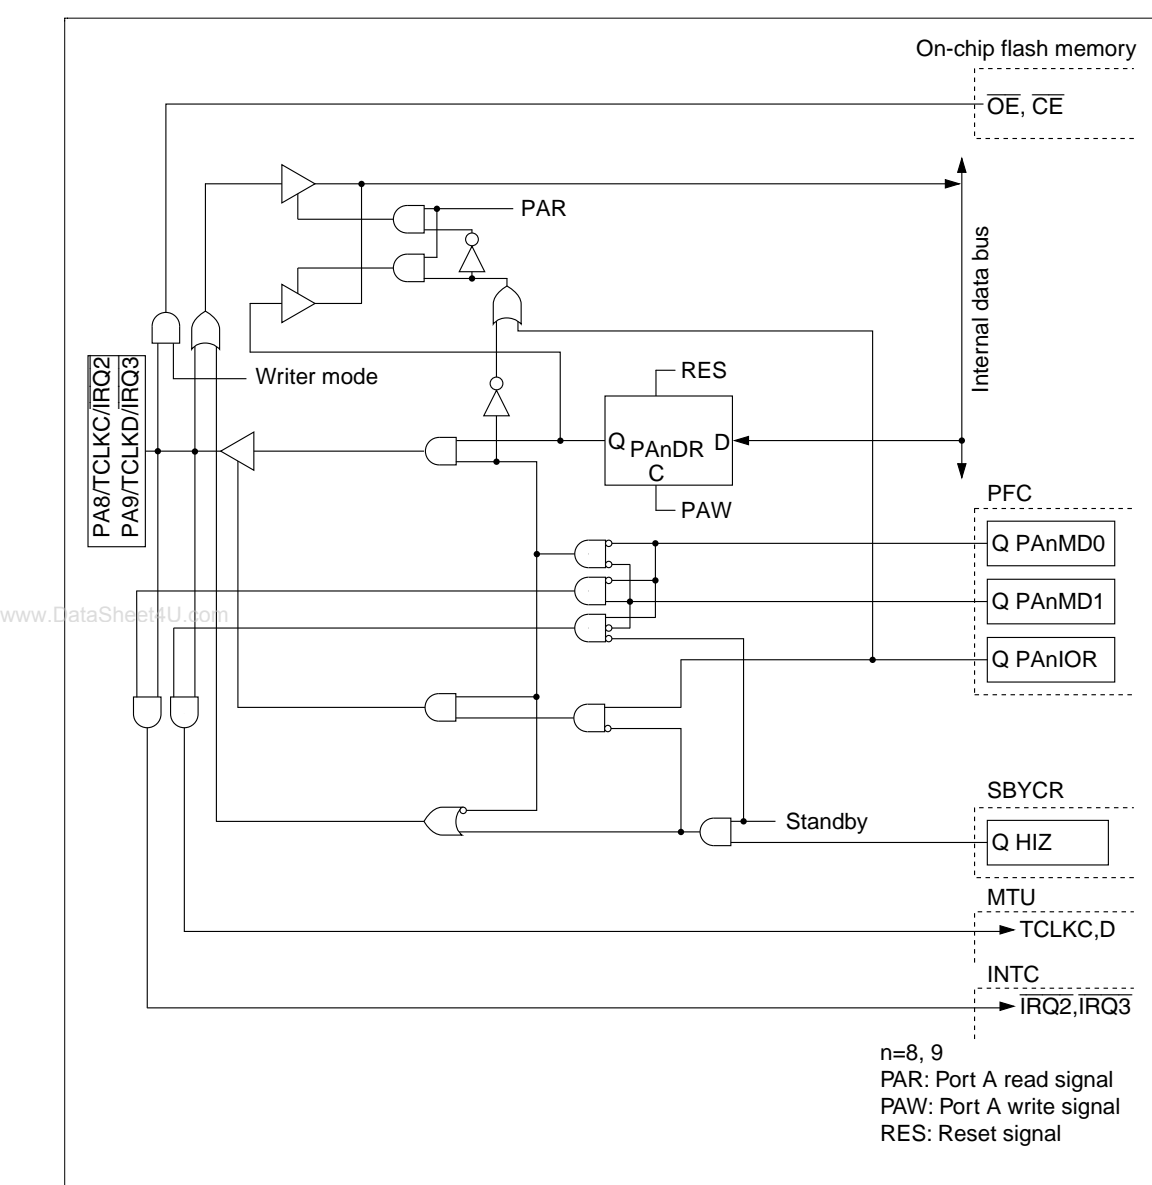 On-chip flash memory
OE, CE
PAR
Internal data bus
Writer mode
RES
PA8/TCLKC/IRQ2
PA9/TCLKD/IRQ3
Q PAnDR D
C
PAW
PFC
Q PAnMD0
Q PAnMD1
www.DataSheet4U.com
Q PAnIOR
SBYCR
Standby
Q HIZ
MTU
TCLKC,D
INTC
IRQ2,IRQ3
n=8, 9
PAR: Port A read signal
PAW: Port A write signal
RES: Reset signal